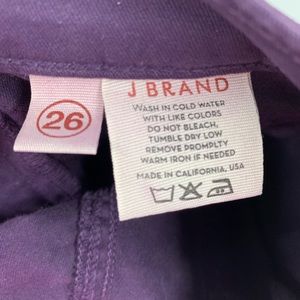 26
J BRAND
WASH IN COLD WATER
WITH LIKE COLORS
DO NOT BLEACH,
TUMBLE DRY LOW
REMOVE PROMPTLY
WARM IRON IF NEEDED
MADE IN CALIFORNIA, USA